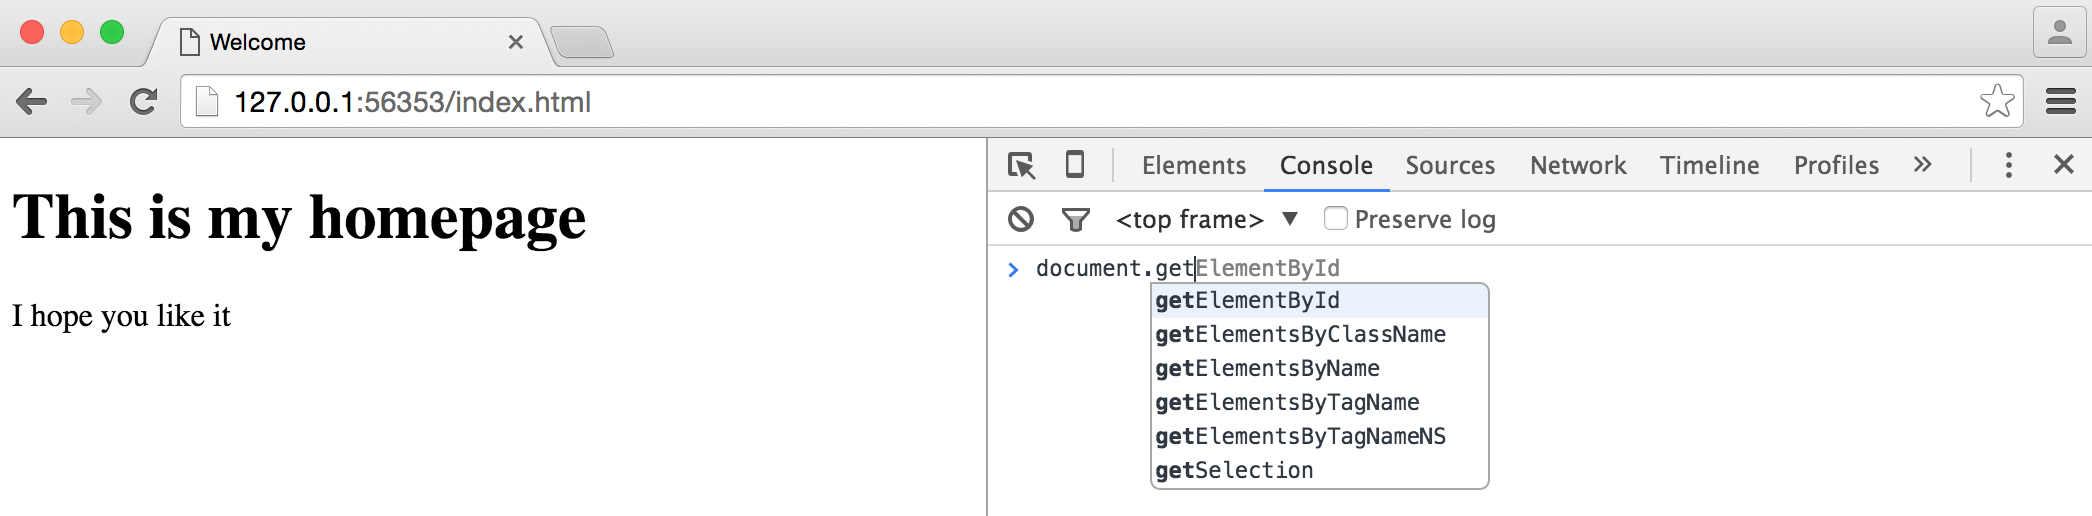 Welcome
127.0.0.1:56353/index.html
This is my homepage
I hope you like it
Elements Console Sources Network Timeline Profiles »
<top frame> ▼ Preserve log
> document.getElementById
getElementById
getElementsByClassName
getElementsByName
getElementsByTagName
getElementsByTagNameNS
getSelection